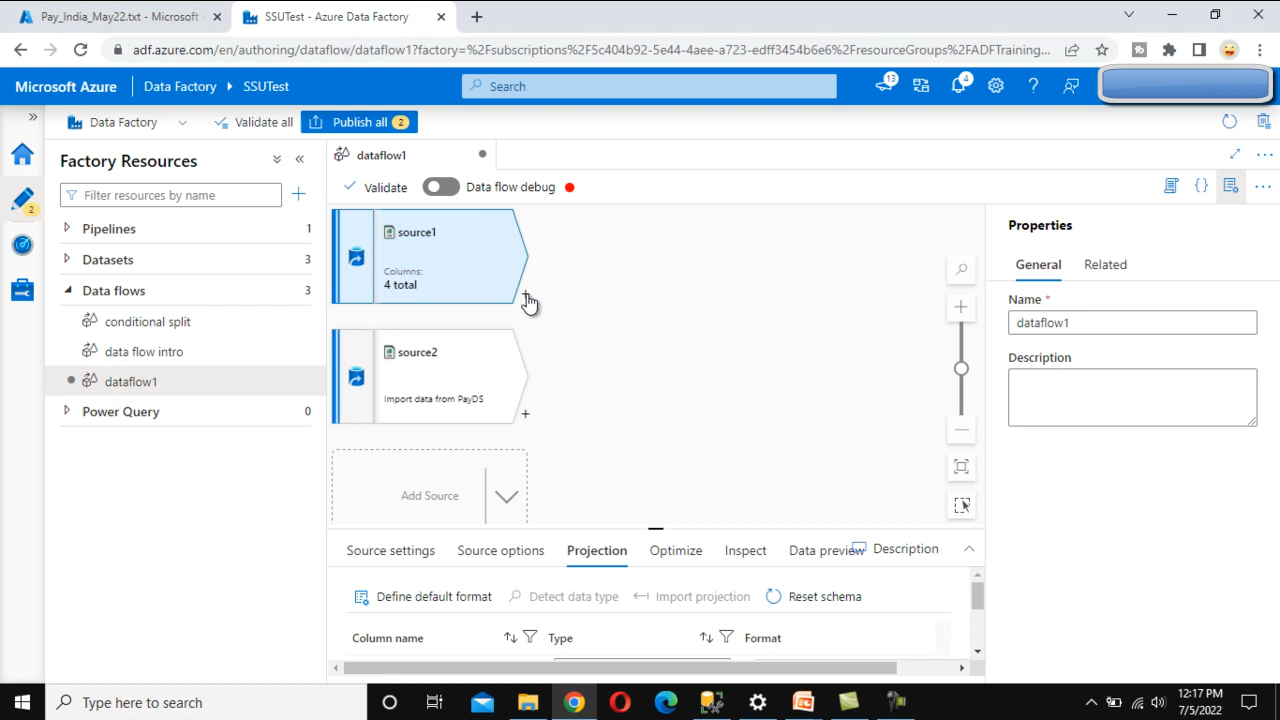 Pay_India_May22.txt - Microsoft A
SSUTest - Azure Data Factory
adf.azure.com/en/authoring/dataflow/dataflow1?factory=%2Fsubscriptions%2F5c404b92-5e44-4aee-a723-edff3454b6e6%2FresourceGroups%2FADFTraining...
Microsoft Azure
Data Factory
SSUTest
Search
13
4
Data Factory
Validate all
Publish all 2
Factory Resources
dataflow1
Validate
Data flow debug
Filter resources by name
2
Pipelines 1
Datasets 3
Data flows 3
conditional split
data flow intro
dataflow1
Power Query 0
source1
Columns:
4 total
source2
Import data from PayDS
Add Source
Properties
General
Related
Name *
dataflow1
Description
Source settings
Source options
Projection
Optimize
Inspect
Data preview
Description
Define default format
Detect data type
Import projection
Reset schema
Column name
Type
Format
Type here to search
12:17 PM
7/5/2022